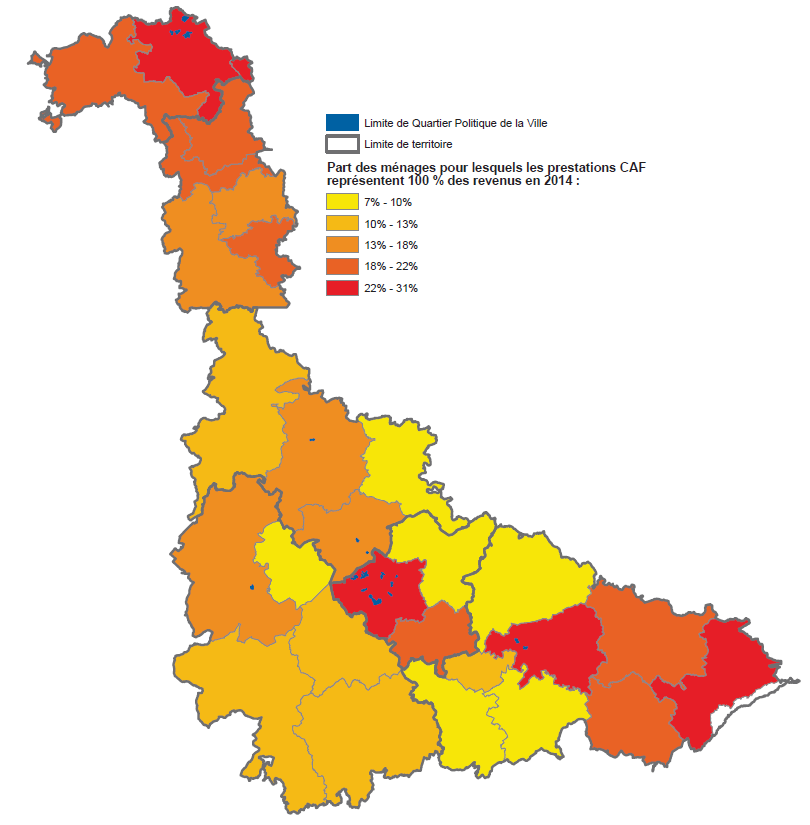 Limite de Quartier Politique de la Ville
Limite de territoire
Part des ménages pour lesquels les prestations CAF
représentent 100 % des revenus en 2014 :
7% - 10%
10% - 13%
13% - 18%
18% - 22%
22% - 31%